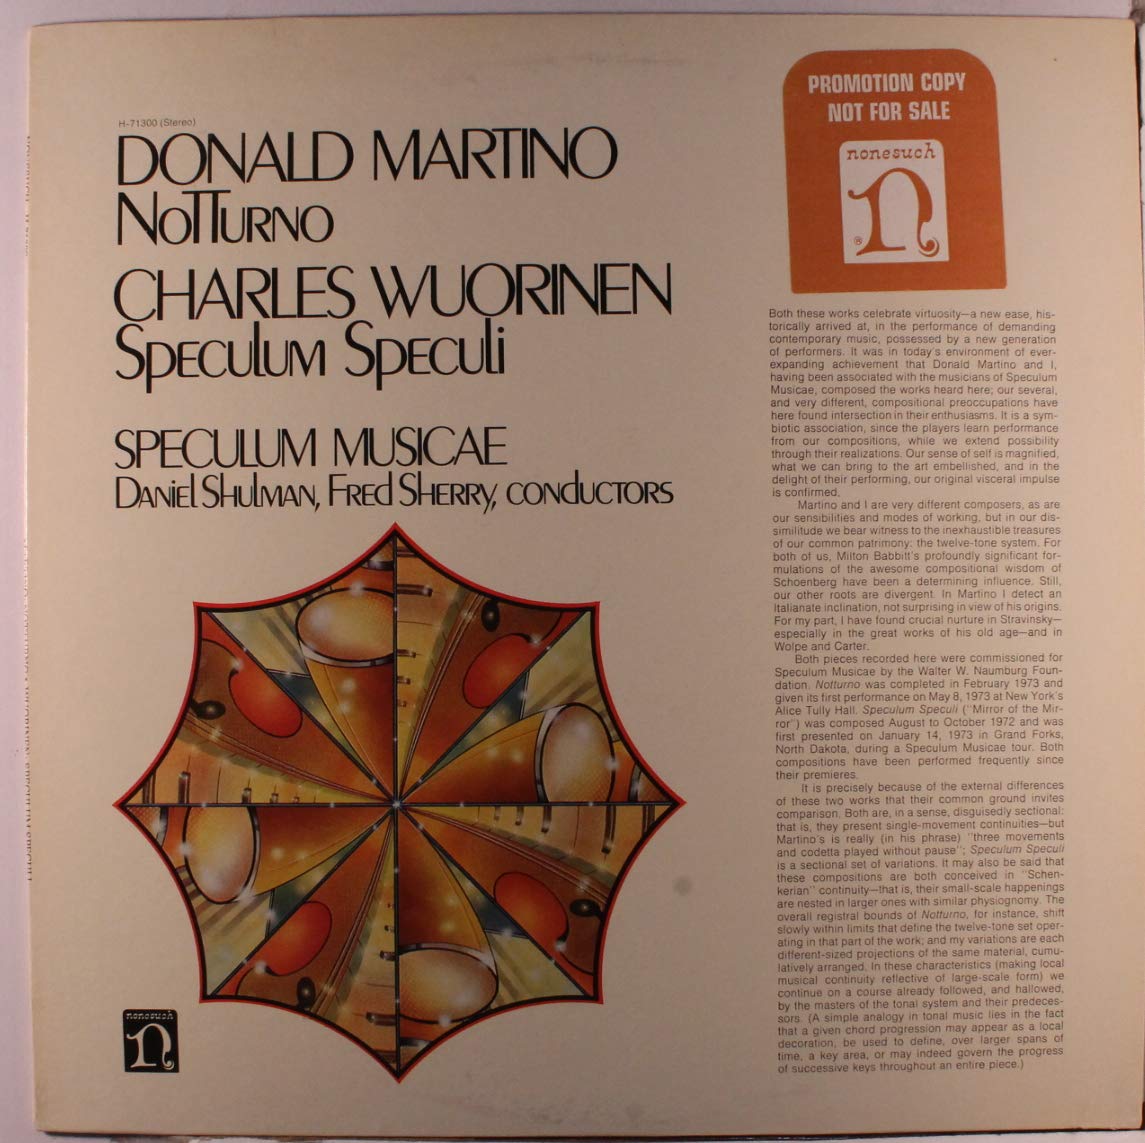 H-71300 (Stereo)
DONALD MARTINO
NOTTURNO
CHARLES WUORINEN
SPECULUM SPECULI
SPECULUM MUSICAE
DANIEL SHULMAN, FRED SHERRY, CONDUCTORS
PROMOTION COPY
NOT FOR SALE
nonesuch
n
®
Both these works celebrate virtuosity—a new ease, his-
torically arrived at, in the performance of demanding
contemporary music, possessed by a new generation
of performers. It was in today's environment of ever-
expanding achievement that Donald Martino and I,
having been associated with the musicians of Speculum
Musicae, composed the works heard here; our several,
and very different, compositional preoccupations have
here found intersection in their enthusiasms. It is a sym-
biotic association, since the players learn performance
from our compositions, while we extend possibility
through their realizations. Our sense of self is magnified,
what we can bring to the art embellished, and in the
delight of their performing, our original visceral impulse
is confirmed.
Martino and I are very different composers, as are
our sensibilities and modes of working, but in our dis-
similitude we bear witness to the inexhaustible treasures
of our common patrimony: the twelve-tone system. For
both of us, Milton Babbitt's profoundly significant for-
mulations of the awesome compositional wisdom of
Schoenberg have been a determining influence. Still,
our other roots are divergent. In Martino I detect an
Italianate inclination, not surprising in view of his origins.
For my part, I have found crucial nurture in Stravinsky—
especially in the great works of his old age—and in
Wolpe and Carter.
Both pieces recorded here were commissioned for
Speculum Musicae by the Walter W. Naumburg Foun-
dation. Notturno was completed in February 1973 and
given its first performance on May 8, 1973 at New York's
Alice Tully Hall. Speculum Speculi ("Mirror of the Mir-
ror") was composed August to October 1972 and was
first presented on January 14, 1973 in Grand Forks,
North Dakota, during a Speculum Musicae tour. Both
compositions have been performed frequently since
their premieres.
It is precisely because of the external differences
of these two works that their common ground invites
comparison. Both are, in a sense, disguisedly sectional:
that is, they present single-movement continuities—but
Martino's is really (in his phrase) "three movements
and codetta played without pause"; Speculum Speculi
is a sectional set of variations. It may also be said that
these compositions are both conceived in "Schen-
kerian" continuity—that is, their small-scale happenings
are nested in larger ones with similar physiognomy. The
overall registral bounds of Notturno, for instance, shift
slowly within limits that define the twelve-tone set oper-
ating in that part of the work; and my variations are each
different-sized projections of the same material, cumu-
latively arranged. In these characteristics (making local
musical continuity reflective of large-scale form) we
continue on a course already followed, and hallowed,
by the masters of the tonal system and their predeces-
sors. (A simple analogy in tonal music lies in the fact
that a given chord progression may appear as a local
decoration, be used to define, over larger spans of
time, a key area, or may indeed govern the progress
of successive keys throughout an entire piece.)
nonesuch
n